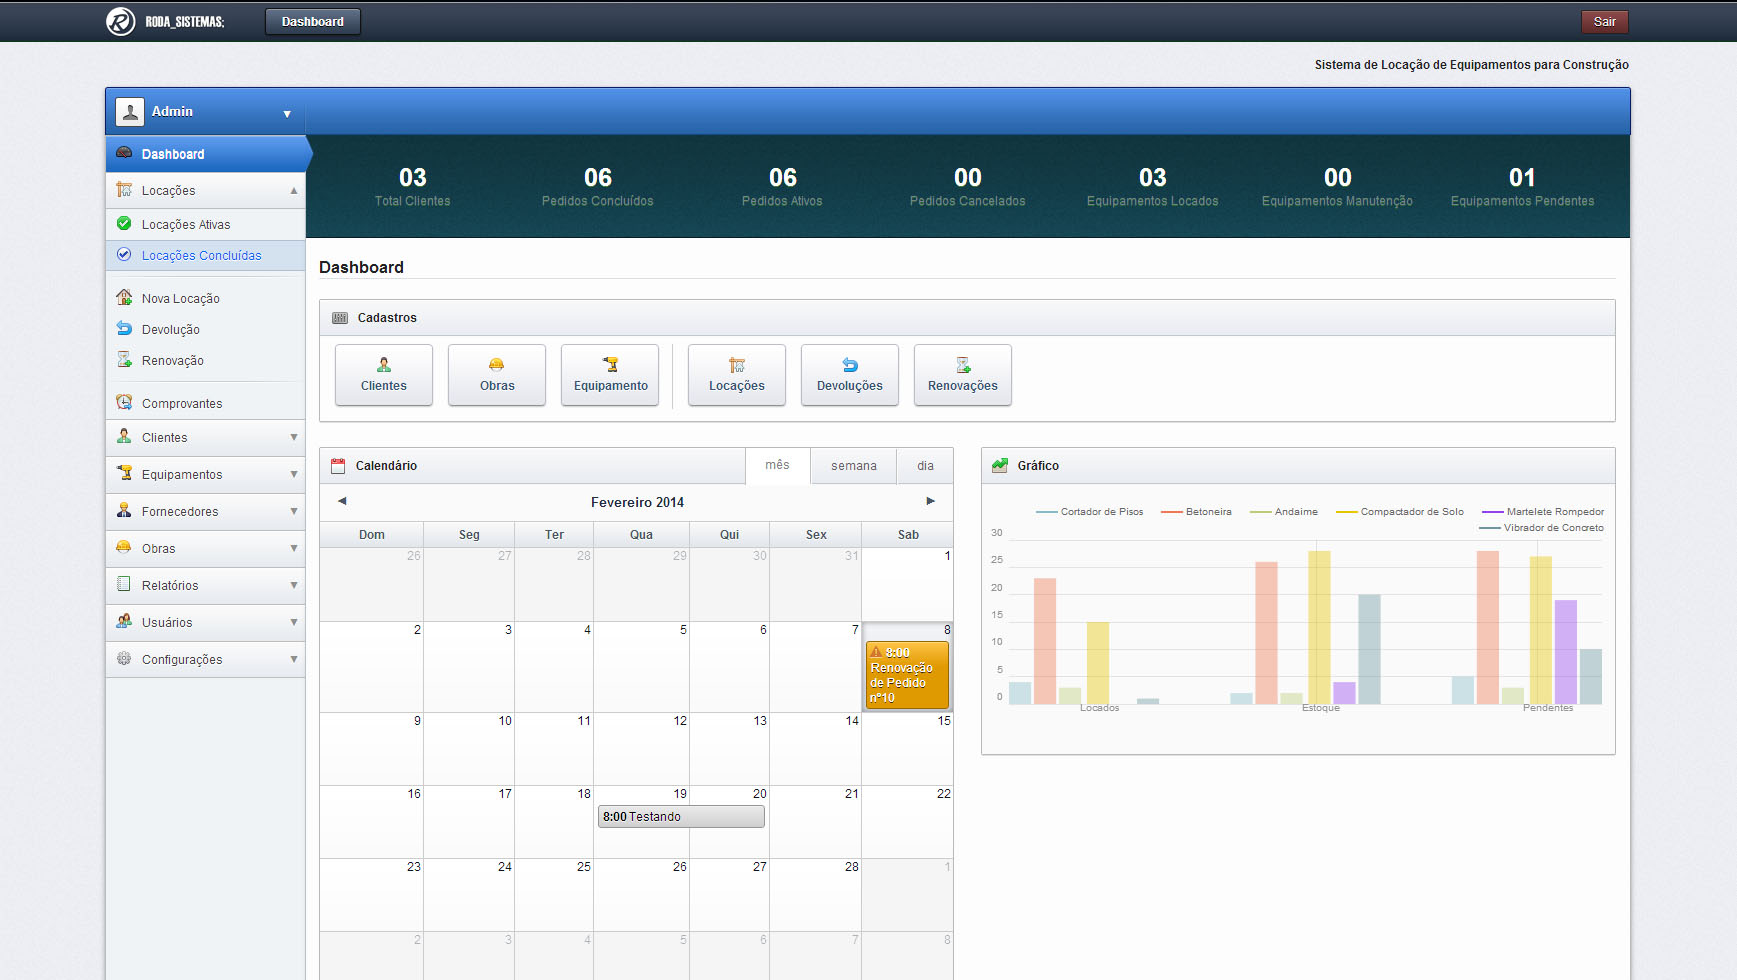 RODA_SISTEMAS;
Dashboard
Sair
Sistema de Locação de Equipamentos para Construção
Admin
Dashboard
Locações
Locações Ativas
Locações Concluídas
Nova Locação
Devolução
Renovação
Comprovantes
Clientes
Equipamentos
Fornecedores
Obras
Relatórios
Usuários
Configurações
03 06 06 00 03 00 01
Total Clientes Pedidos Concluídos Pedidos Ativos Pedidos Cancelados Equipamentos Locados Equipamentos Manutenção Equipamentos Pendentes
Dashboard
Cadastros
Clientes Obras Equipamento Locações Devoluções Renovações
Calendário mês semana dia
Fevereiro 2014
Dom Seg Ter Qua Qui Sex Sab
26 27 28 29 30 31 1
2 3 4 5 6 7 8
8:00
Renovação
de Pedido
nº10
9 10 11 12 13 14 15
16 17 18 19 20 21 22
8:00 Testando
23 24 25 26 27 28 1
2 3 4 5 6 7 8
Gráfico
Cortador de Pisos Betoneira Andaime Compactador de Solo Martelete Rompedor
Vibrador de Concreto
30
25
20
15
10
5
0
Locados Estoque Pendentes